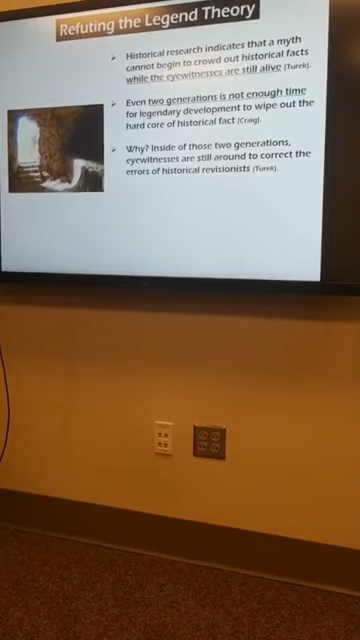 Refuting the Legend Theory
➢ Historical research indicates that a myth
cannot begin to crowd out historical facts
while the eyewitnesses are still alive (Turek).
➢ Even two generations is not enough time
for legendary development to wipe out the
hard core of historical fact (Craig).
➢ Why? Inside of those two generations,
eyewitnesses are still around to correct the
errors of historical revisionists (Turek).